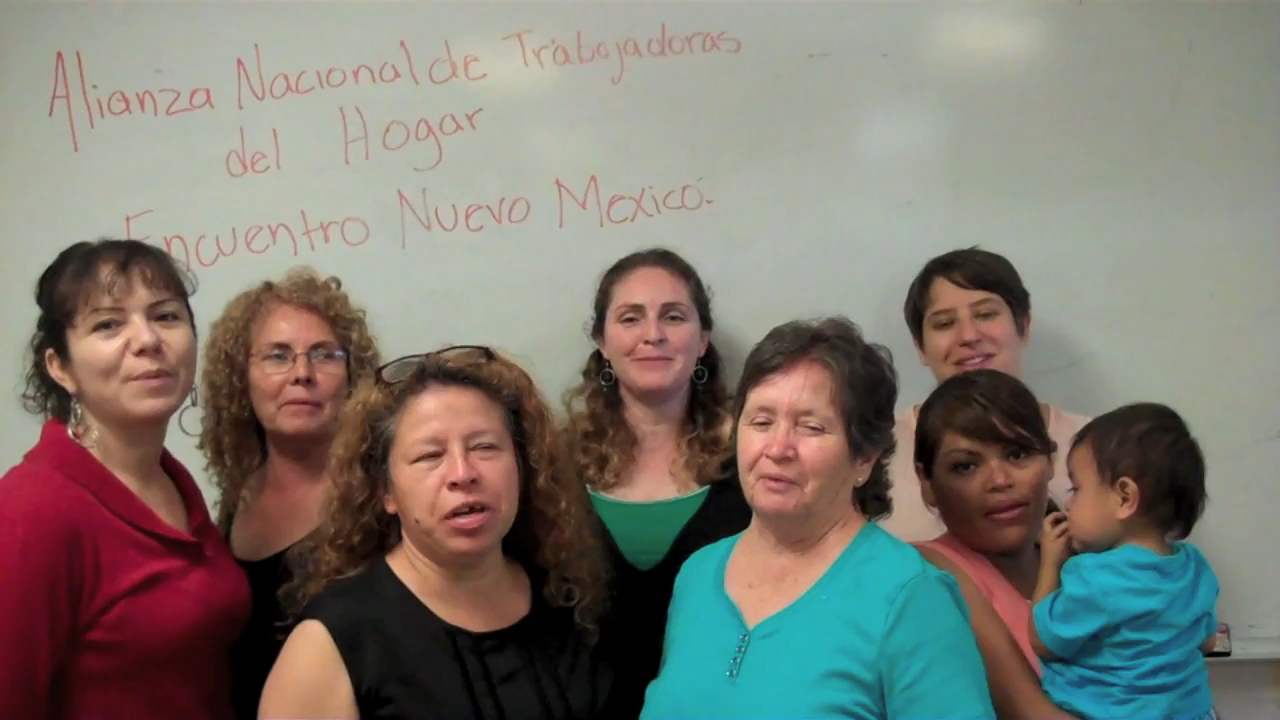 Alianza Nacional de Trabajadoras
del Hogar
Encuentro Nuevo Mexico.